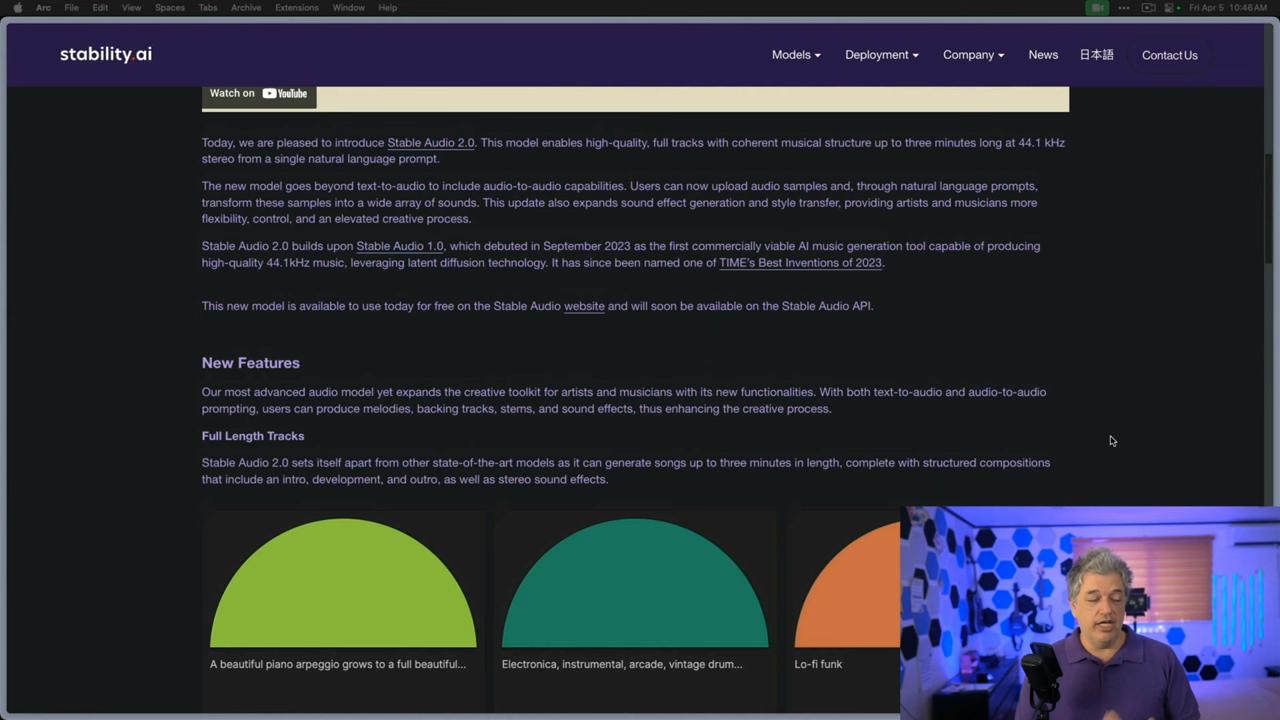 Arc File Edit View Spaces Tabs Archive Extensions Window Help Fri Apr 5 10:46 AM
stability.ai Models Deployment Company News 日本語 Contact Us
Watch on YouTube
Today, we are pleased to introduce Stable Audio 2.0. This model enables high-quality, full tracks with coherent musical structure up to three minutes long at 44.1 kHz
stereo from a single natural language prompt.
The new model goes beyond text-to-audio to include audio-to-audio capabilities. Users can now upload audio samples and, through natural language prompts,
transform these samples into a wide array of sounds. This update also expands sound effect generation and style transfer, providing artists and musicians more
flexibility, control, and an elevated creative process.
Stable Audio 2.0 builds upon Stable Audio 1.0, which debuted in September 2023 as the first commercially viable AI music generation tool capable of producing
high-quality 44.1kHz music, leveraging latent diffusion technology. It has since been named one of TIME's Best Inventions of 2023.
This new model is available to use today for free on the Stable Audio website and will soon be available on the Stable Audio API.
New Features
Our most advanced audio model yet expands the creative toolkit for artists and musicians with its new functionalities. With both text-to-audio and audio-to-audio
prompting, users can produce melodies, backing tracks, stems, and sound effects, thus enhancing the creative process.
Full Length Tracks
Stable Audio 2.0 sets itself apart from other state-of-the-art models as it can generate songs up to three minutes in length, complete with structured compositions
that include an intro, development, and outro, as well as stereo sound effects.
A beautiful piano arpeggio grows to a full beautiful...
Electronica, instrumental, arcade, vintage drum...
Lo-fi funk